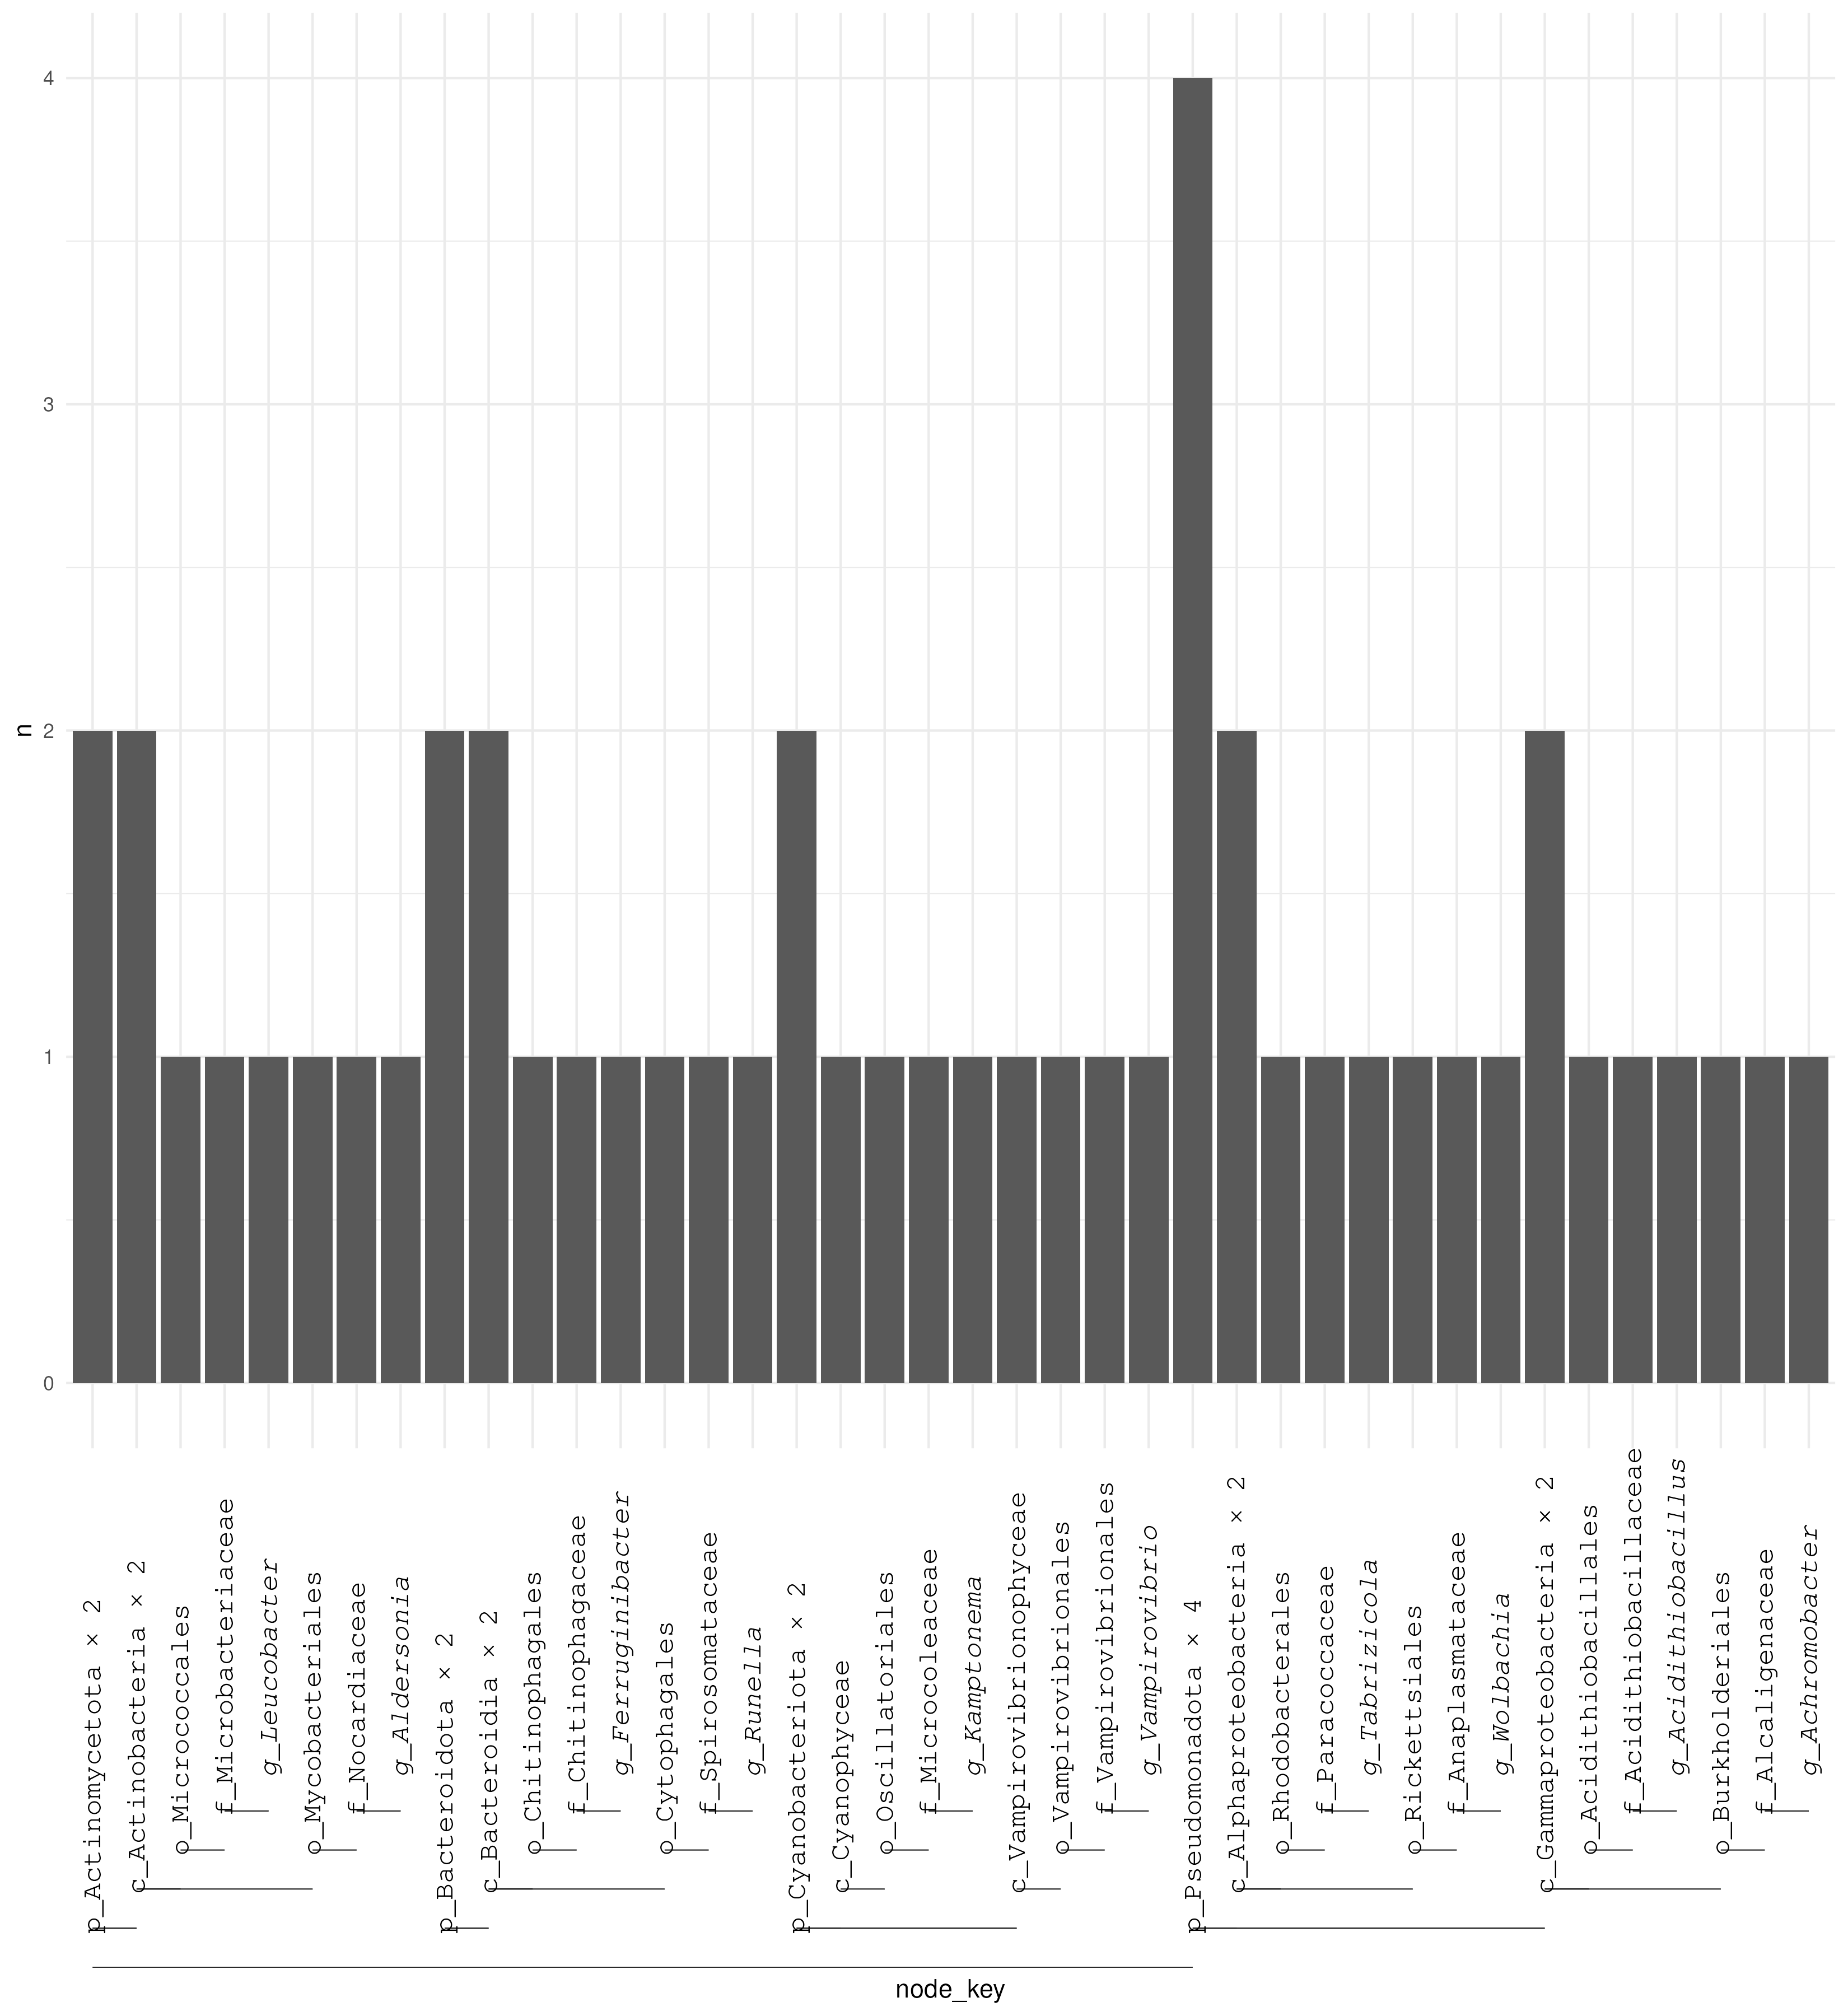 4
3
2
1
0
n
p_Actinomycetota × 2
c_Actinobacteria × 2
o_Micrococcales
f_Microbacteriaceae
g_Leucobacter
o_Mycobacteriales
f_Nocardiaceae
g_Aldersonia
p_Bacteroidota × 2
c_Bacteroidia × 2
o_Chitinophagales
f_Chitinophagaceae
g_Ferruginibacter
o_Cytophagales
f_Spirosomataceae
g_Runella
p_Cyanobacteriota × 2
c_Cyanophyceae
o_Oscillatoriales
f_Microcoleaceae
g_Kamptonema
c_Vampirovibrionophyceae
o_Vampirovibrionales
f_Vampirovibrionales
g_Vampirovibrio
p_Pseudomonadota × 4
c_Alphaproteobacteria × 2
o_Rhodobacterales
f_Paracoccaceae
g_Tabrizicola
o_Rickettsiales
f_Anaplasmataceae
g_Wolbachia
c_Gammaproteobacteria × 2
o_Acidithiobacillales
f_Acidithiobacillaceae
g_Acidithiobacillus
o_Burkholderiales
f_Alcaligenaceae
g_Achromobacter
node_key